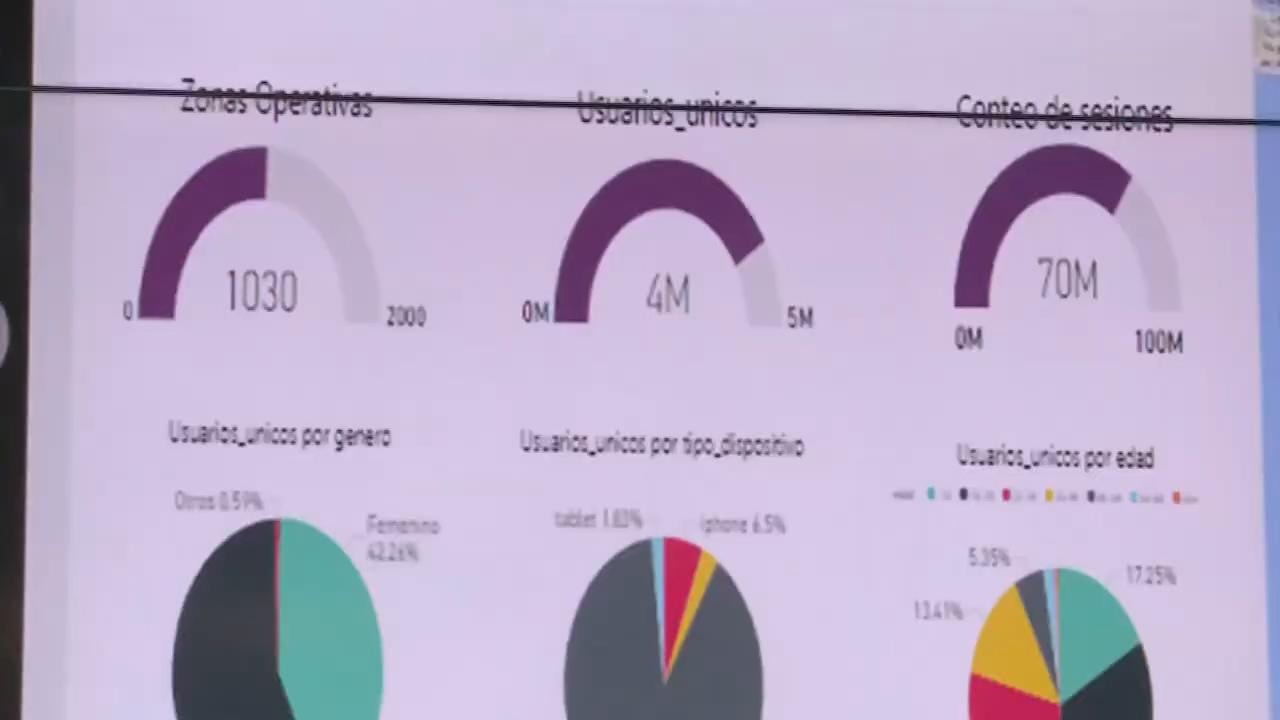 Zonas Operativas
Usuarios_unicos
Conteo de sesiones
1030
4M
70M
0
2000
0M
5M
0M
100M
Usuarios_unicos por genero
Usuarios_unicos por tipo_dispositivo
Usuarios_unicos por edad
Otros 0.59%
Femenino
42.26%
tablet 1.83%
iphone 6.5%
5.35%
17.25%
13.41%